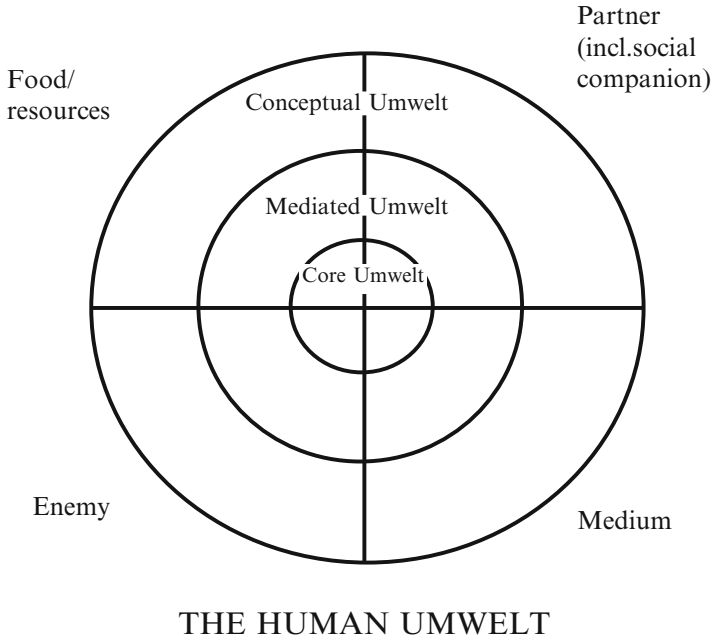 Partner
(incl.social
companion)
Food/
resources
Conceptual Umwelt
Mediated Umwelt
Core Umwelt
Enemy
Medium
THE HUMAN UMWELT